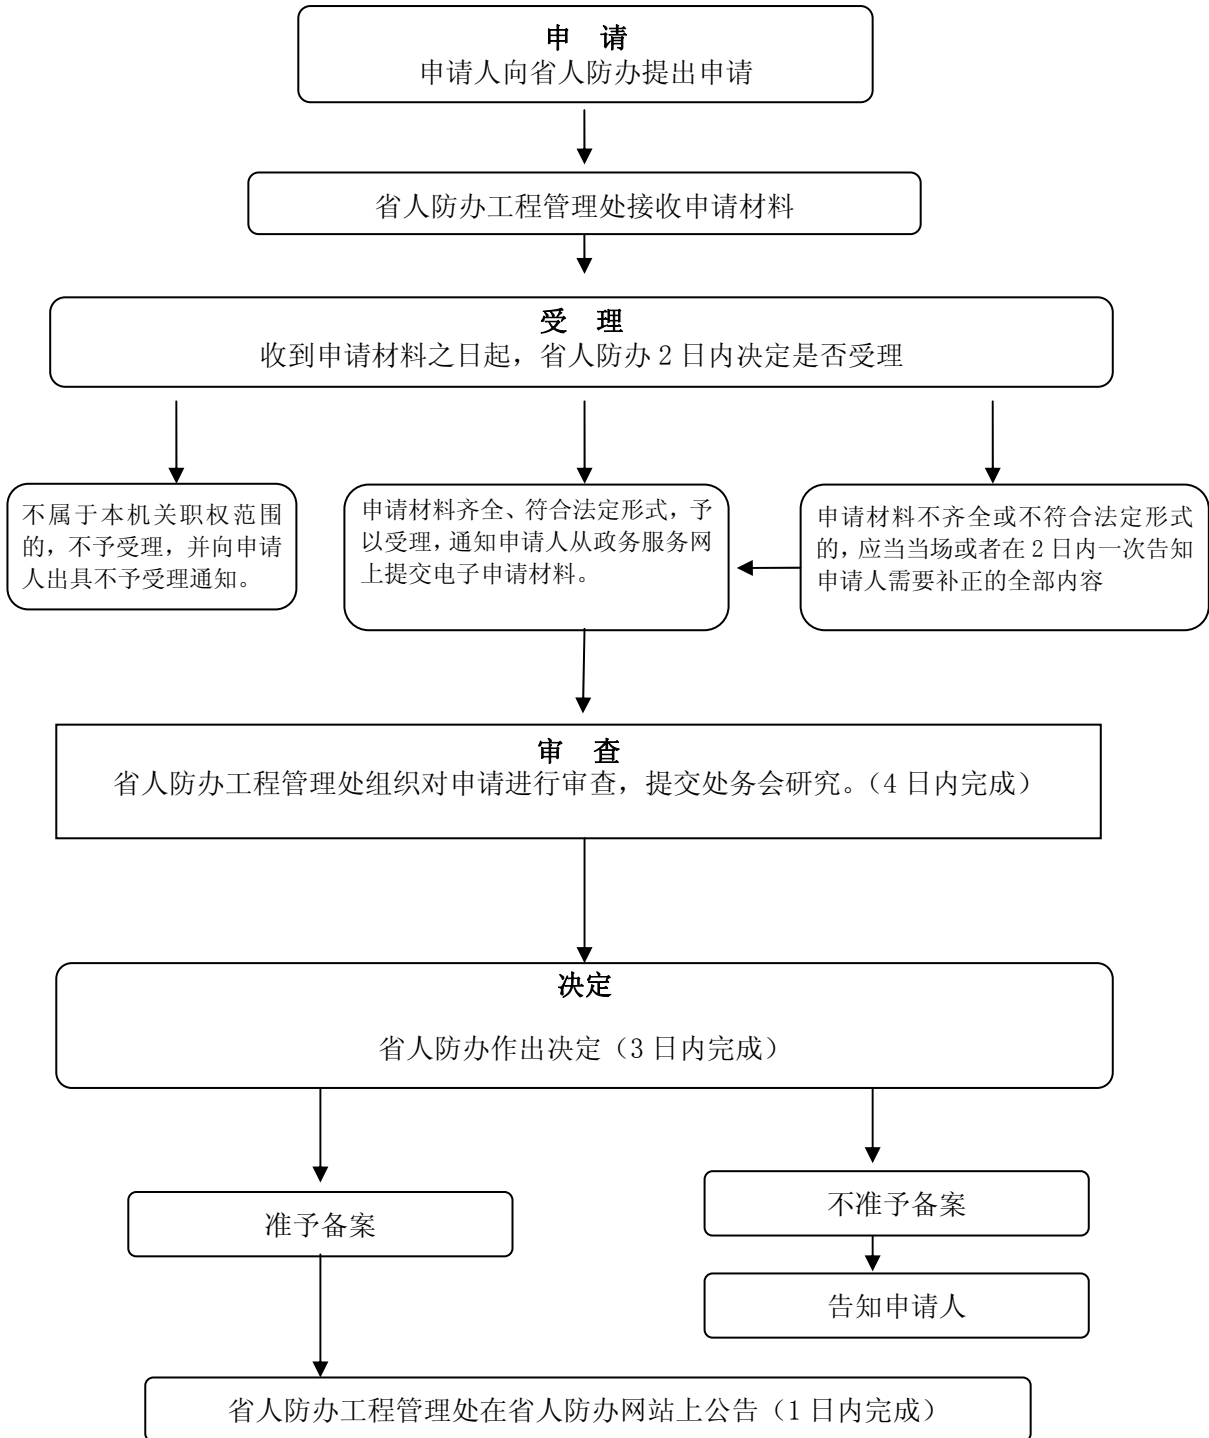 申 请
申请人向省人防办提出申请
省人防办工程管理处接收申请材料
受 理
收到申请材料之日起，省人防办 2 日内决定是否受理
不属于本机关职权范围
的，不予受理，并向申请
人出具不予受理通知。
申请材料齐全、符合法定形式，予
以受理，通知申请人从政务服务网
上提交电子申请材料。
申请材料不齐全或不符合法定形式
的，应当当场或者在 2 日内一次告知
申请人需要补正的全部内容
审 查
省人防办工程管理处组织对申请进行审查，提交处务会研究。（4 日内完成）
决定
省人防办作出决定（3 日内完成）
准予备案
不准予备案
告知申请人
省人防办工程管理处在省人防办网站上公告（1 日内完成）